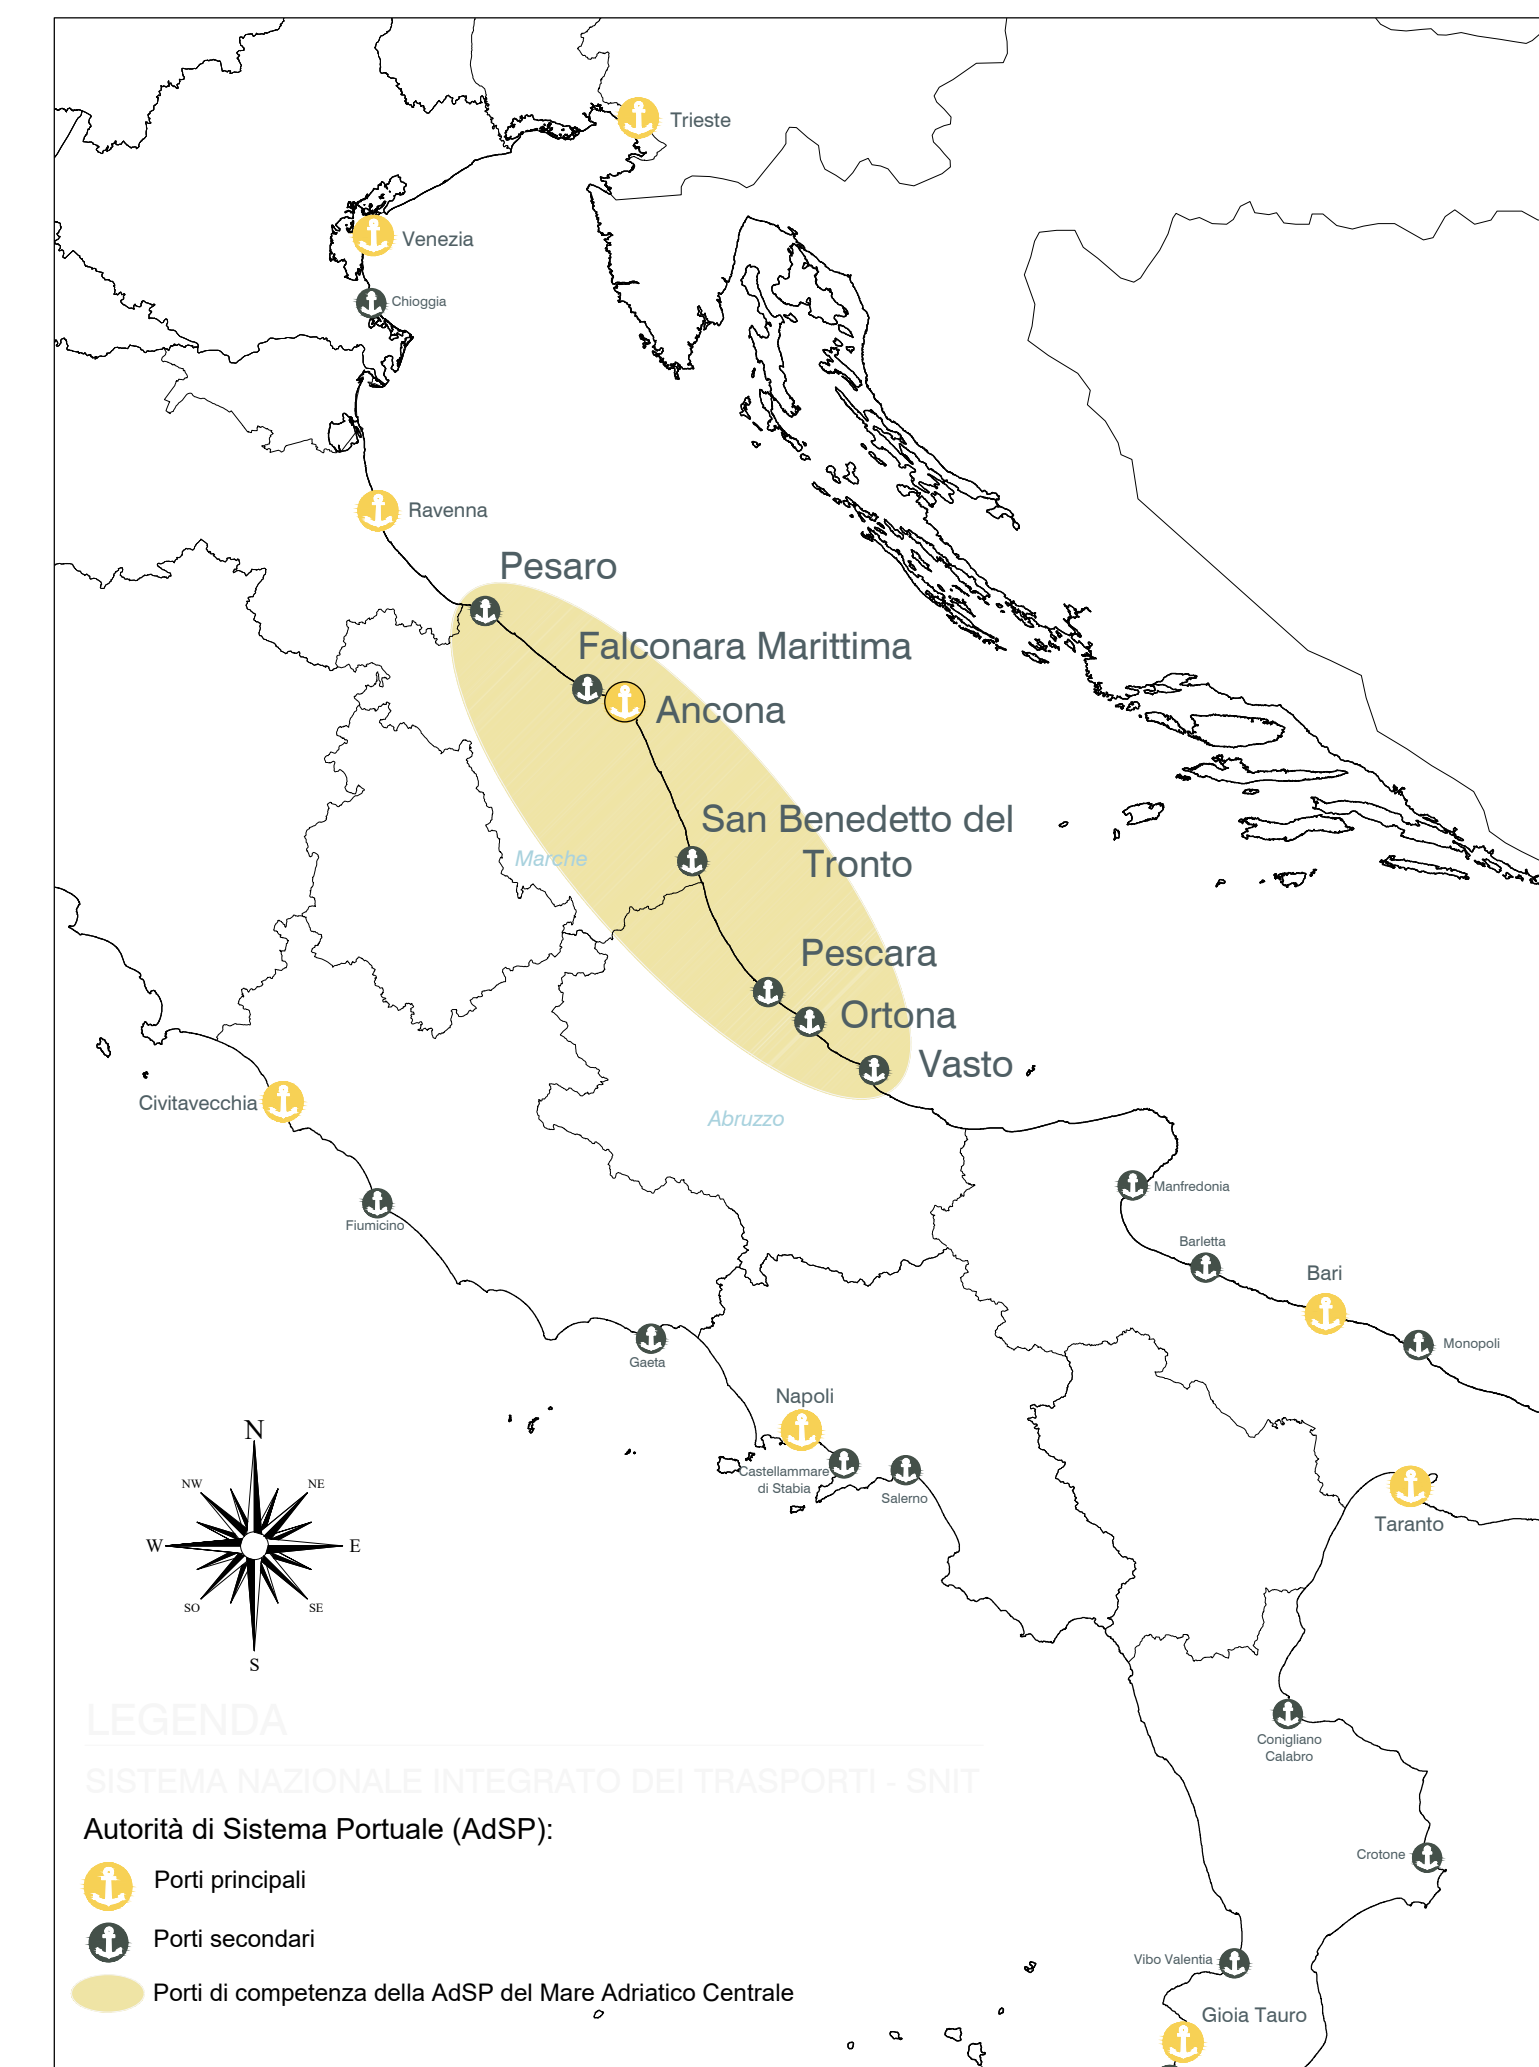 Trieste
Venezia
Chioggia
Ravenna
Pesaro
Falconara Marittima
Ancona
San Benedetto del
Tronto
Marche
Pescara
Ortona
Vasto
Civitavecchia
Abruzzo
Manfredonia
Fiumicino
Barletta
Bari
Monopoli
Gaeta
Napoli
Castellammare
di Stabia
Salerno
Taranto
N
NW
NE
W
E
SO
SE
S
LEGENDA
SISTEMA NAZIONALE INTEGRATO DEI TRASPORTI - SNIT
Conigliano
Calabro
Autorità di Sistema Portuale (AdSP):
Porti principali
Crotone
Porti secondari
Vibo Valentia
Porti di competenza della AdSP del Mare Adriatico Centrale
Gioia Tauro